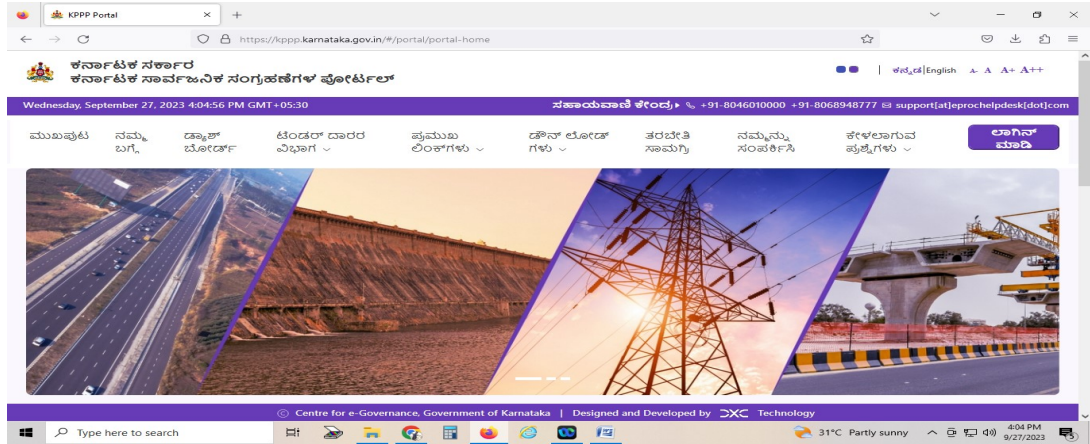 KPPP Portal
https://kppp.karnataka.gov.in/#/portal/portal-home
ಕರ್ನಾಟಕ ಸರ್ಕಾರ
ಕರ್ನಾಟಕ ಸಾರ್ವಜನಿಕ ಸಂಗ್ರಹಣೆಗಳ ಪೋರ್ಟಲ್
ಕನ್ನಡ|English A- A A+ A++
Wednesday, September 27, 2023 4:04:56 PM GMT+05:30
ಸಹಾಯವಾಣಿ ಕೇಂದ್ರ +91-8046010000 +91-8068948777 support[at]eprochelpdesk[dot]com
ಮುಖಪುಟ
ನಮ್ಮ ಬಗ್ಗೆ
ಡ್ಯಾಶ್ ಬೋರ್ಡ್
ಟೆಂಡರ್ ದಾರರ ವಿಭಾಗ
ಪ್ರಮುಖ ಲಿಂಕ್‌ಗಳು
ಡೌನ್ ಲೋಡ್ ಗಳು
ತರಬೇತಿ ಸಾಮಗ್ರಿ
ನಮ್ಮನ್ನು ಸಂಪರ್ಕಿಸಿ
ಕೇಳಲಾಗುವ ಪ್ರಶ್ನೆಗಳು
ಲಾಗಿನ್ ಮಾಡಿ
© Centre for e-Governance, Government of Karnataka | Designed and Developed by DXC Technology
Type here to search
31°C Partly sunny
4:04 PM
9/27/2023